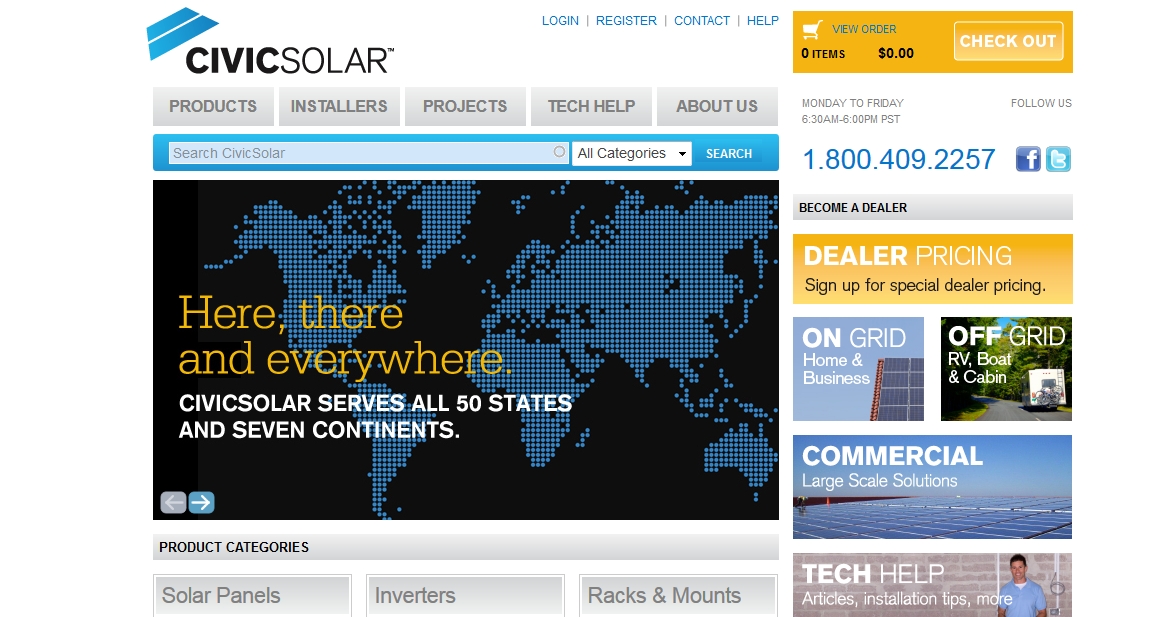 CIVICSOLAR™
LOGIN | REGISTER | CONTACT | HELP
VIEW ORDER
0 ITEMS $0.00
CHECK OUT
PRODUCTS INSTALLERS PROJECTS TECH HELP ABOUT US
MONDAY TO FRIDAY
6:30AM-6:00PM PST
FOLLOW US
Search CivicSolar All Categories SEARCH
1.800.409.2257
f t
Here, there
and everywhere.
CIVICSOLAR SERVES ALL 50 STATES
AND SEVEN CONTINENTS.
BECOME A DEALER
DEALER PRICING
Sign up for special dealer pricing.
ON GRID
Home &
Business
OFF GRID
RV, Boat
& Cabin
COMMERCIAL
Large Scale Solutions
TECH HELP
Articles, installation tips, more
PRODUCT CATEGORIES
Solar Panels Inverters Racks & Mounts